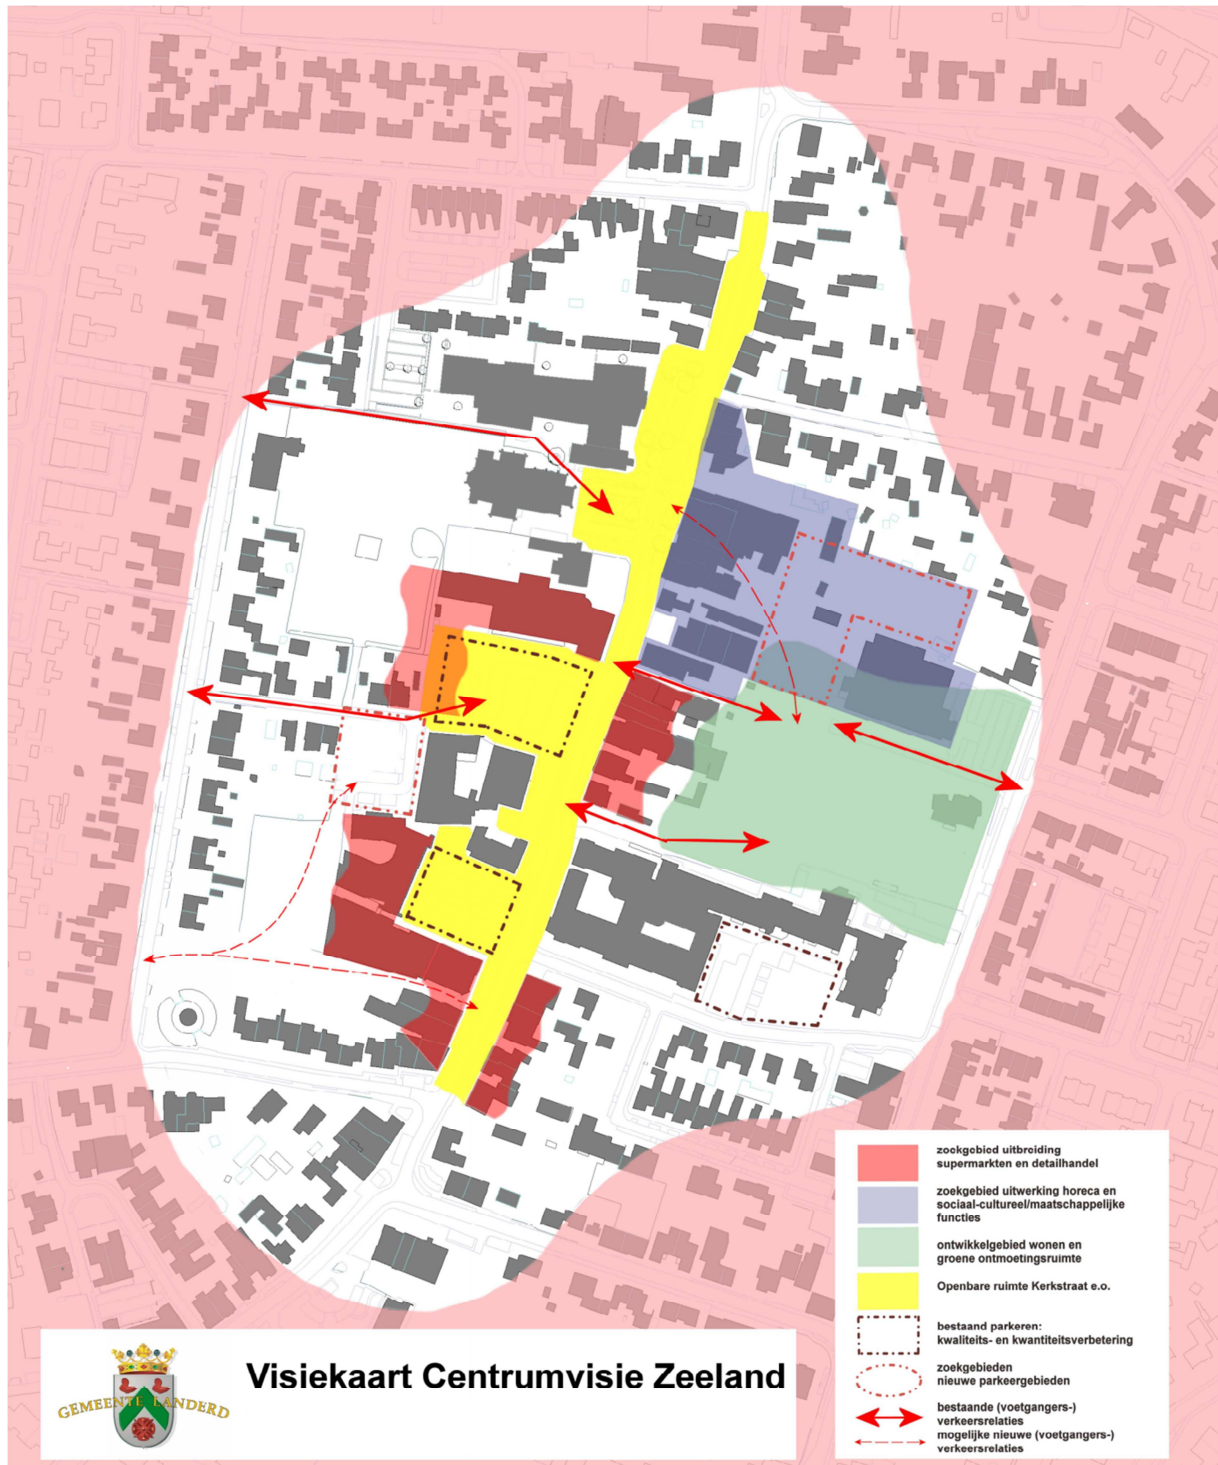 zoekgebied uitbreiding
supermarkten en detailhandel
zoekgebied uitwerking horeca en
sociaal-cultureel/maatschappelijke
functies
ontwikkelgebied wonen en
groene ontmoetingsruimte
Openbare ruimte Kerkstraat e.o.
bestaand parkeren:
kwaliteits- en kwantiteitsverbetering
zoekgebieden
nieuwe parkeergebieden
bestaande (voetgangers-)
verkeersrelaties
mogelijke nieuwe (voetgangers-)
verkeersrelaties
Visiekaart Centrumvisie Zeeland
GEMEENTE LANDERD